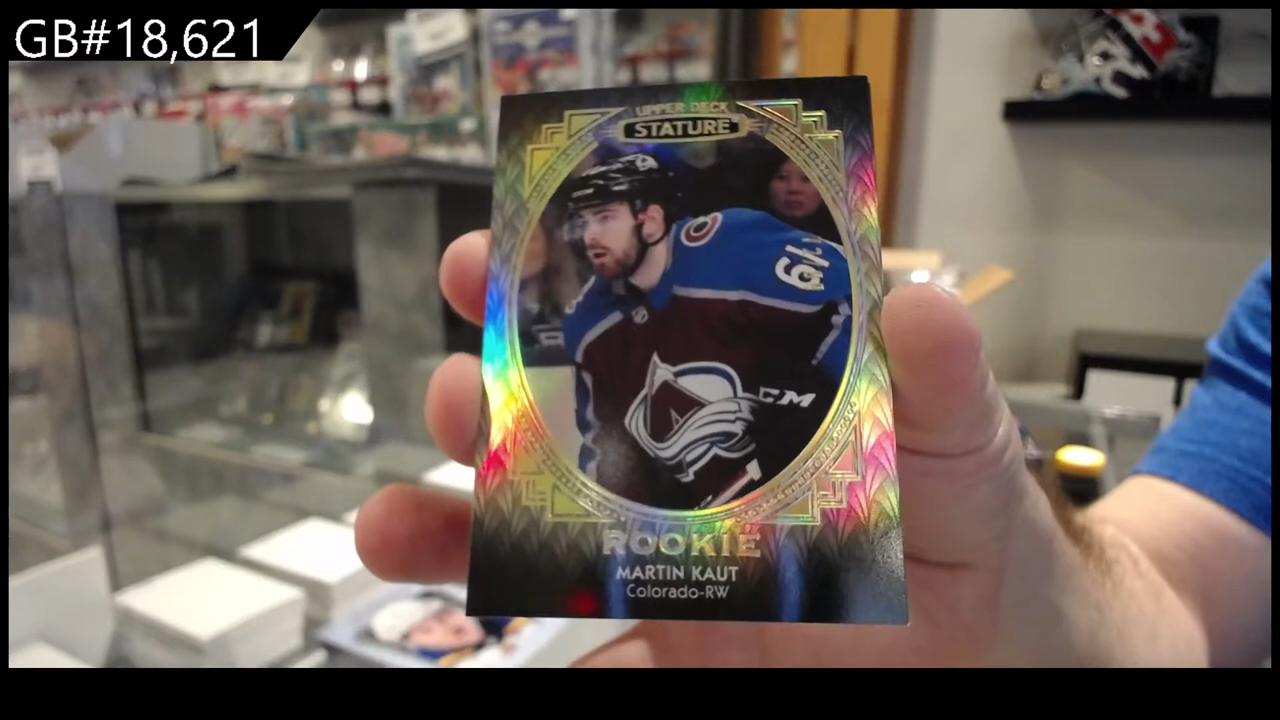 GB#18,621
UPPER DECK
STATURE
CCM
ROOKIE
MARTIN KAUT
Colorado-RW